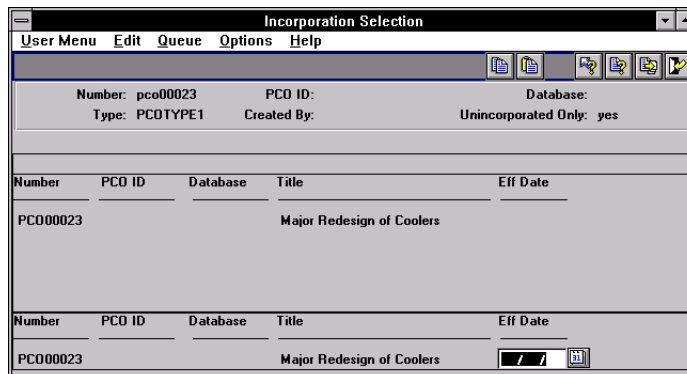 Incorporation Selection
User Menu Edit Queue Options Help
Number: pco00023 PCO ID: Database:
Type: PCOTYPE1 Created By: Unincorporated Only: yes
Number PCO ID Database Title Eff Date
PCO00023 Major Redesign of Coolers
Number PCO ID Database Title Eff Date
PCO00023 Major Redesign of Coolers / / 31